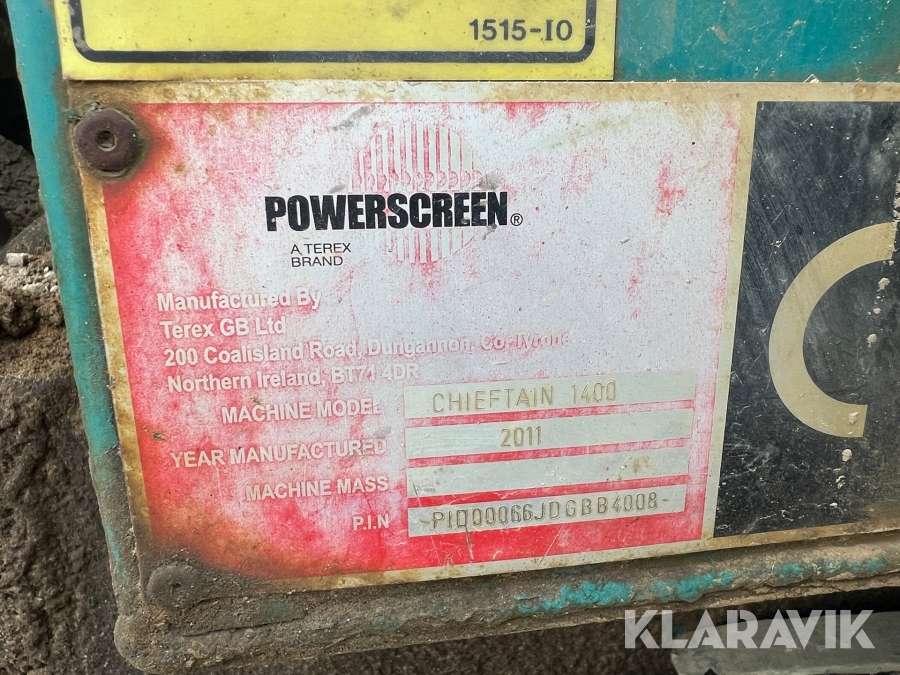 1515-10
POWERSCREEN®
A TEREX
BRAND
Manufactured By
Terex GB Ltd
200 Coalisland Road, Dungannon, Co. Tyrone
Northern Ireland, BT71 4DR
MACHINE MODEL CHIEFTAIN 1400
YEAR MANUFACTURED 2011
MACHINE MASS
P.I.N -PID00066JDGBB4008-
KLARAVIK